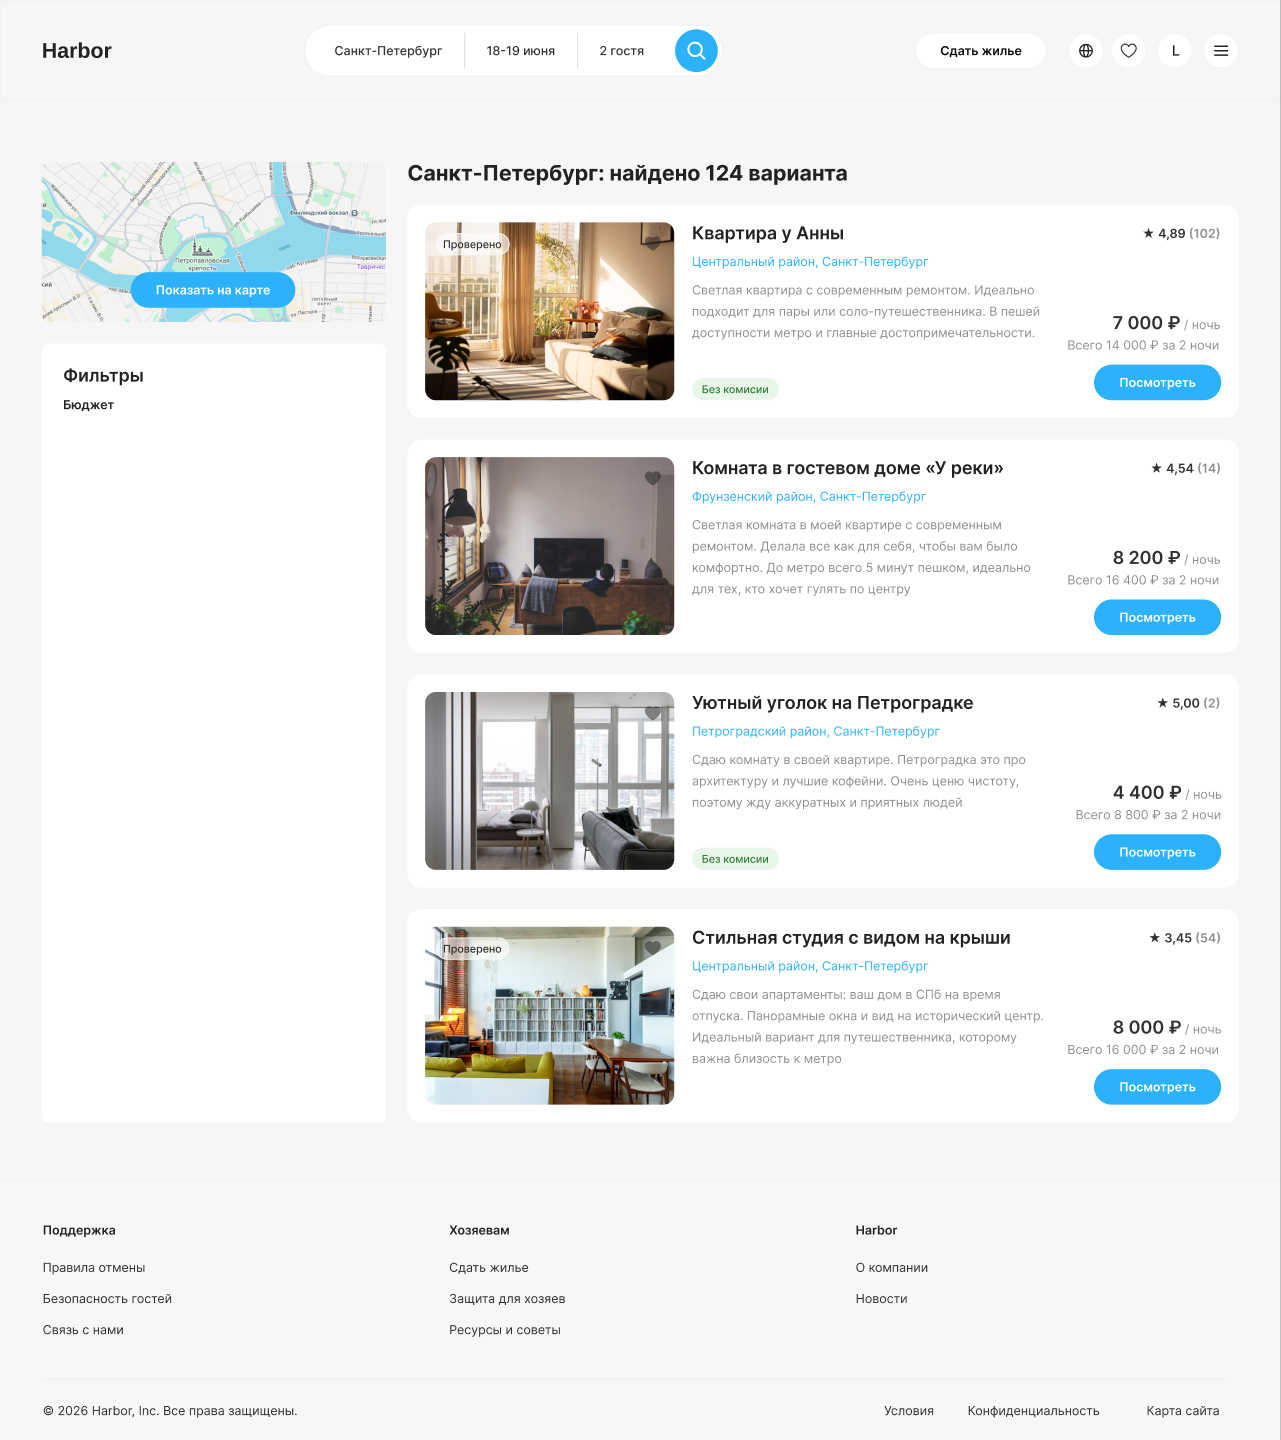 Harbor
Санкт-Петербург
18-19 июня
2 гостя
Сдать жилье
L
Финляндский вокзал
Петропавловская
крепость
Показать на карте
Фильтры
Бюджет
Санкт-Петербург: найдено 124 варианта
Проверено
Квартира у Анны
★ 4,89 (102)
Центральный район, Санкт-Петербург
Светлая квартира с современным ремонтом. Идеально
подходит для пары или соло-путешественника. В пешей
доступности метро и главные достопримечательности.
7 000 ₽ / ночь
Всего 14 000 ₽ за 2 ночи
Без комисии
Посмотреть
Комната в гостевом доме «У реки»
★ 4,54 (14)
Фрунзенский район, Санкт-Петербург
Светлая комната в моей квартире с современным
ремонтом. Делала все как для себя, чтобы вам было
комфортно. До метро всего 5 минут пешком, идеально
для тех, кто хочет гулять по центру
8 200 ₽ / ночь
Всего 16 400 ₽ за 2 ночи
Посмотреть
Уютный уголок на Петроградке
★ 5,00 (2)
Петроградский район, Санкт-Петербург
Сдаю комнату в своей квартире. Петроградка это про
архитектуру и лучшие кофейни. Очень ценю чистоту,
поэтому жду аккуратных и приятных людей
4 400 ₽ / ночь
Всего 8 800 ₽ за 2 ночи
Без комисии
Посмотреть
Проверено
Стильная студия с видом на крыши
★ 3,45 (54)
Центральный район, Санкт-Петербург
Сдаю свои апартаменты: ваш дом в СПб на время
отпуска. Панорамные окна и вид на исторический центр.
Идеальный вариант для путешественника, которому
важна близость к метро
8 000 ₽ / ночь
Всего 16 000 ₽ за 2 ночи
Посмотреть
Поддержка
Правила отмены
Безопасность гостей
Связь с нами
Хозяевам
Сдать жилье
Защита для хозяев
Ресурсы и советы
Harbor
О компании
Новости
© 2026 Harbor, Inc. Все права защищены.
Условия
Конфиденциальность
Карта сайта